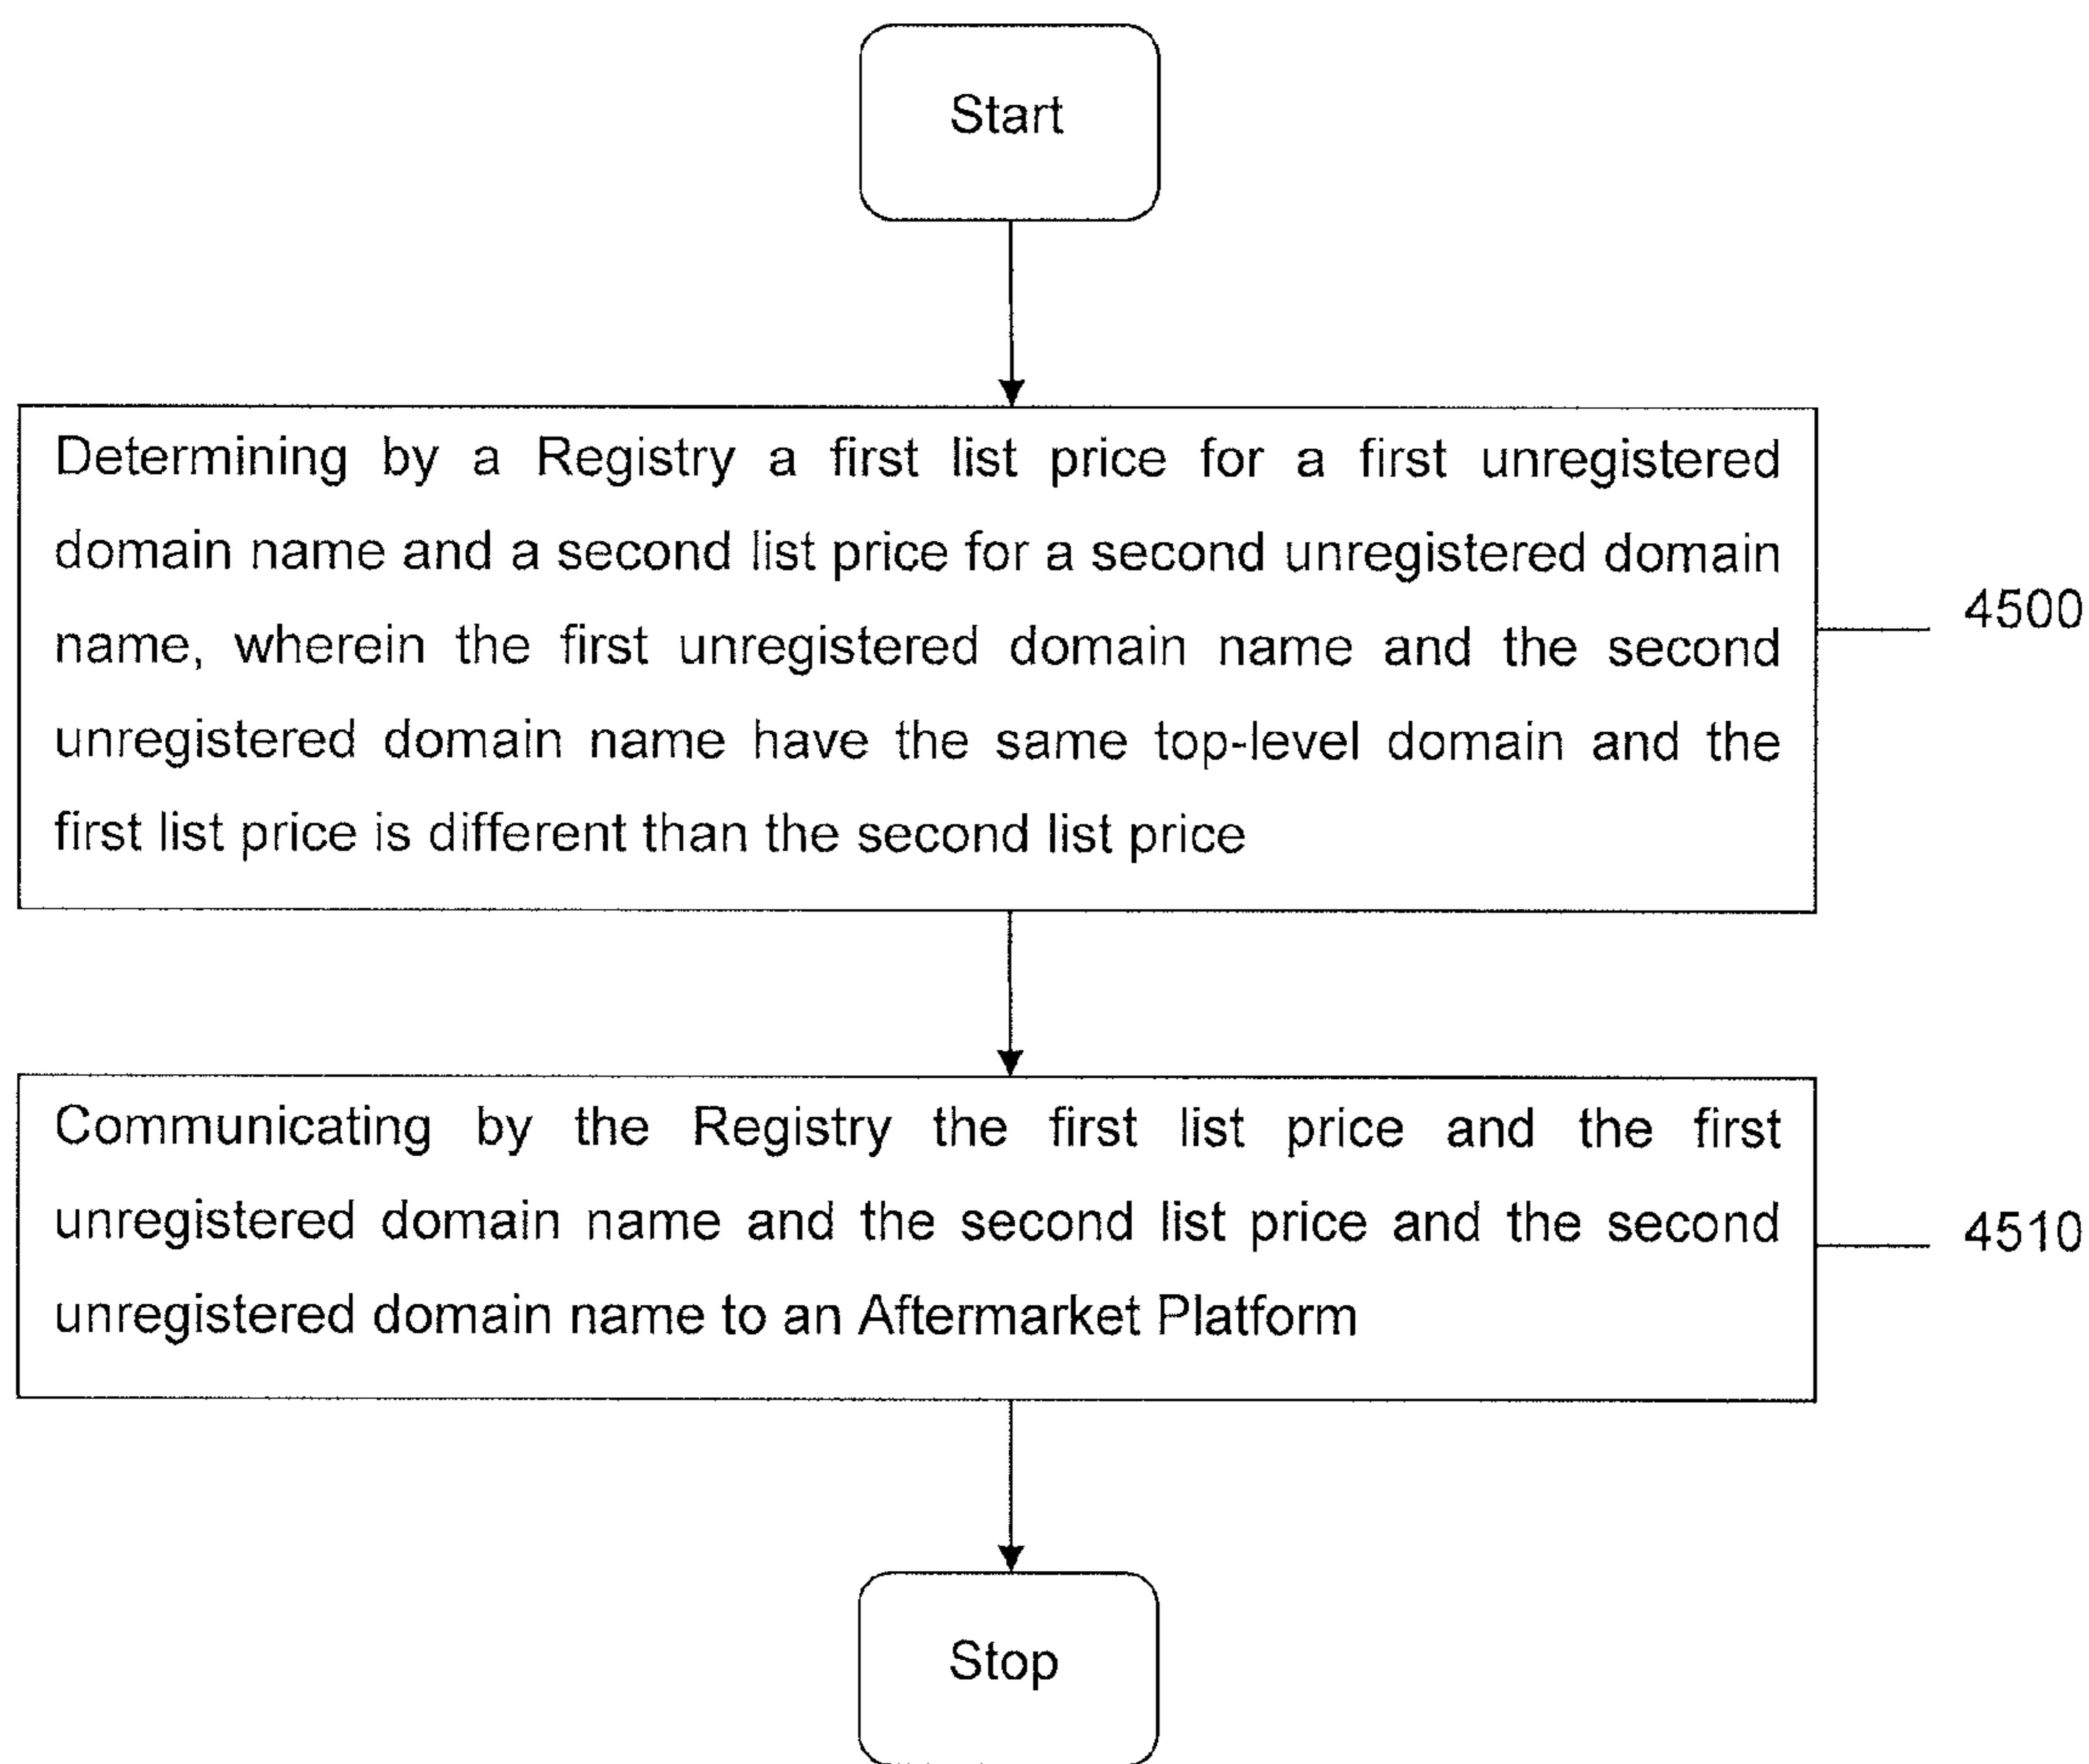 Start
Determining by a Registry a first list price for a first unregistered
domain name and a second list price for a second unregistered domain
name, wherein the first unregistered domain name and the second
unregistered domain name have the same top-level domain and the
first list price is different than the second list price
4500
Communicating by the Registry the first list price and the first
unregistered domain name and the second list price and the second
unregistered domain name to an Aftermarket Platform
4510
Stop